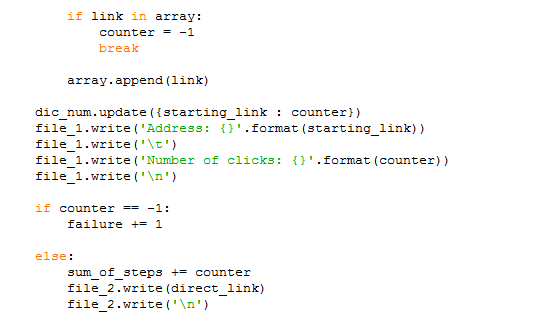 if link in array:
counter = -1
break
array.append(link)
dic_num.update({starting_link : counter})
file_1.write('Address: {}'.format(starting_link))
file_1.write('\t')
file_1.write('Number of clicks: {}'.format(counter))
file_1.write('\n')
if counter == -1:
failure += 1
else:
sum_of_steps += counter
file_2.write(direct_link)
file_2.write('\n')